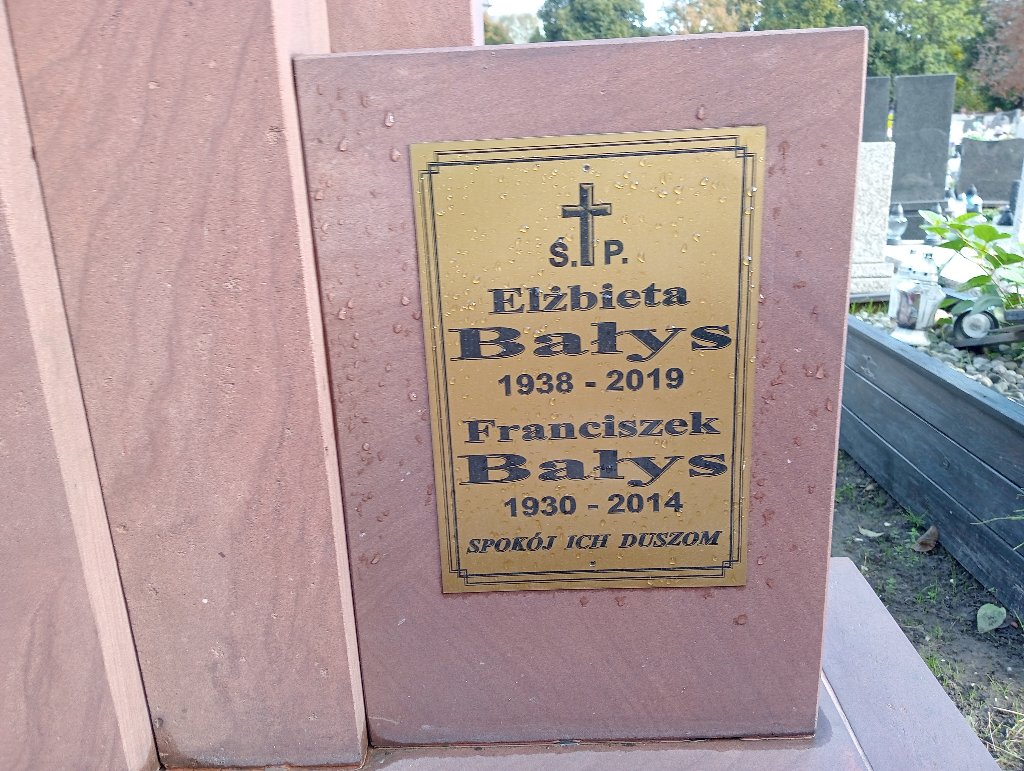 Ś. P.
Elżbieta
Bałys
1938 - 2019
Franciszek
Bałys
1930 - 2014
SPOKÓJ ICH DUSZOM